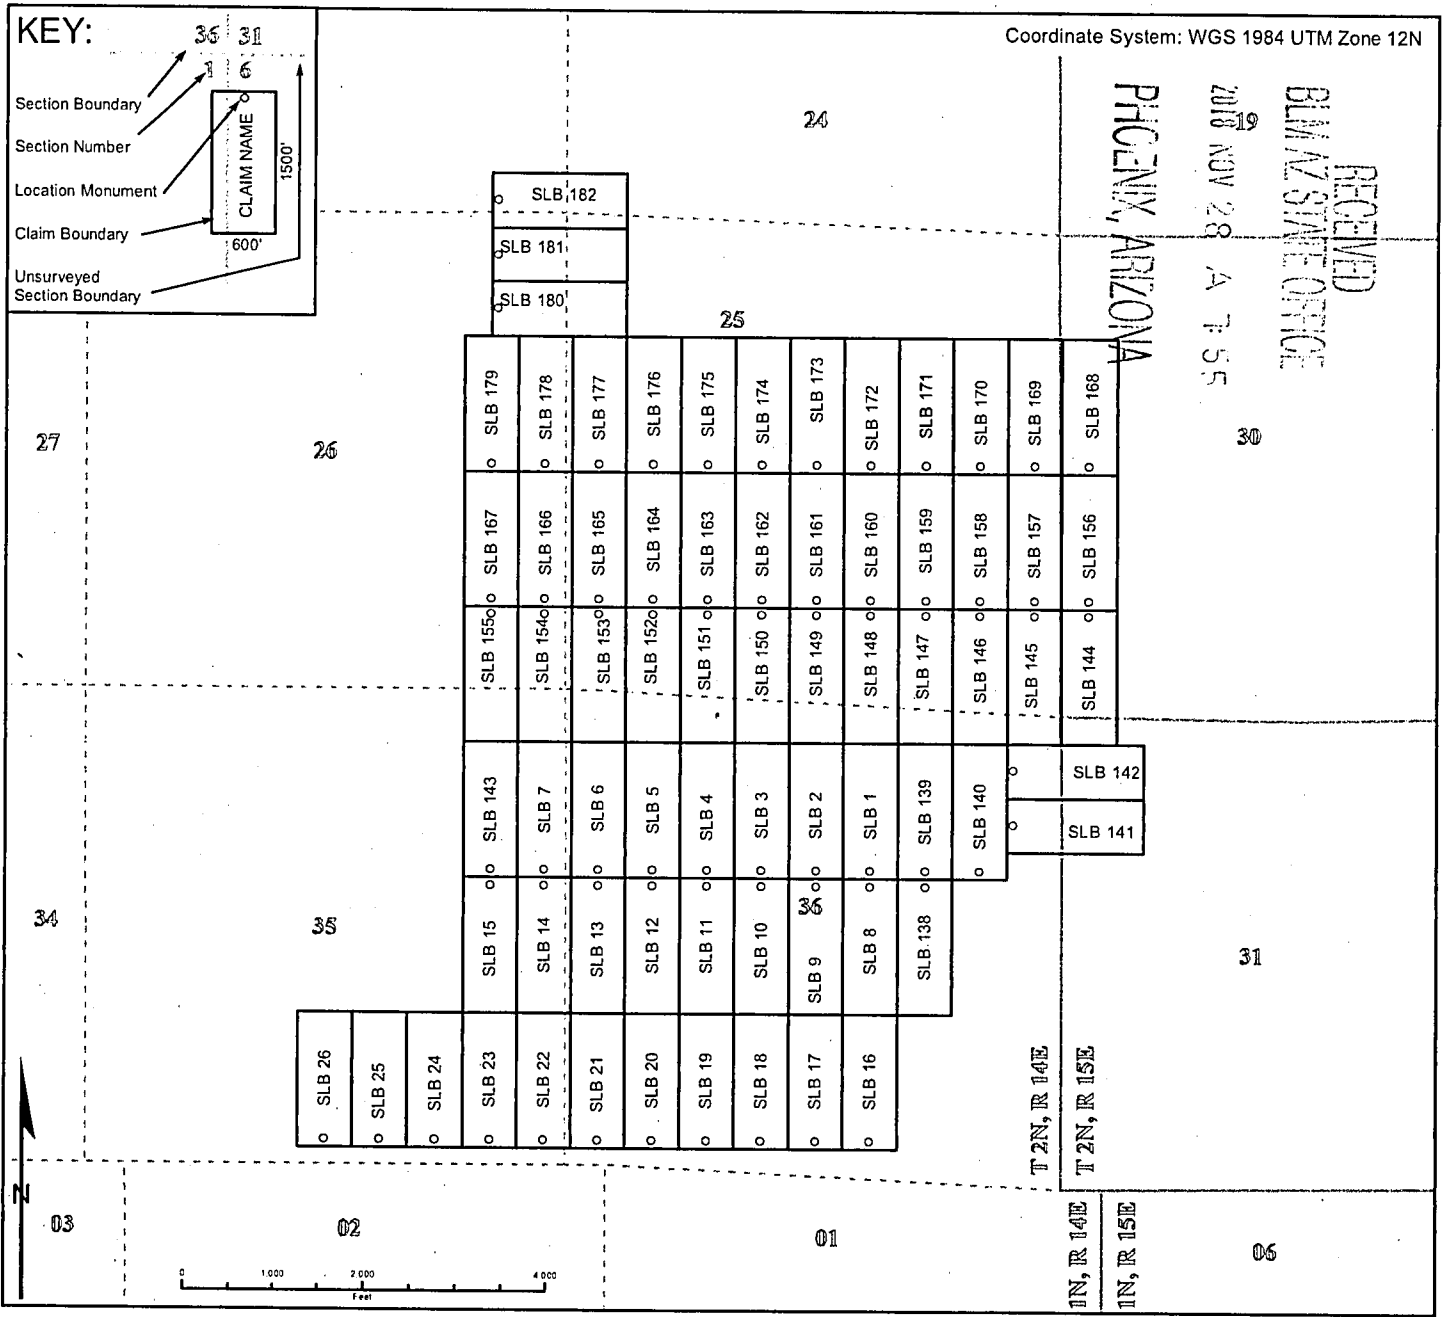 KEY:
36 31
1 6
Section Boundary
Section Number
Location Monument
Claim Boundary
Unsurveyed
Section Boundary
CLAIM NAME
1500'
600'
Coordinate System: WGS 1984 UTM Zone 12N
RECEIVED
BLM AZ STATE OFFICE
2018 NOV 28 A 7:55
PHOENIX, ARIZONA
24
19
SLB 182
SLB 181
SLB 180
25
27
26
30
SLB 179
SLB 178
SLB 177
SLB 176
SLB 175
SLB 174
SLB 173
SLB 172
SLB 171
SLB 170
SLB 169
SLB 168
SLB 167
SLB 166
SLB 165
SLB 164
SLB 163
SLB 162
SLB 161
SLB 160
SLB 159
SLB 158
SLB 157
SLB 156
SLB 155
SLB 154
SLB 153
SLB 152
SLB 151
SLB 150
SLB 149
SLB 148
SLB 147
SLB 146
SLB 145
SLB 144
SLB 143
SLB 7
SLB 6
SLB 5
SLB 4
SLB 3
SLB 2
SLB 1
SLB 139
SLB 140
SLB 142
SLB 141
34
35
36
31
SLB 15
SLB 14
SLB 13
SLB 12
SLB 11
SLB 10
SLB 9
SLB 8
SLB 138
SLB 26
SLB 25
SLB 24
SLB 23
SLB 22
SLB 21
SLB 20
SLB 19
SLB 18
SLB 17
SLB 16
T 2N, R 14E
T 2N, R 15E
N
03
02
01
06
1N, R 14E
1N, R 15E
0 1,000 2,000 4,000
Feet